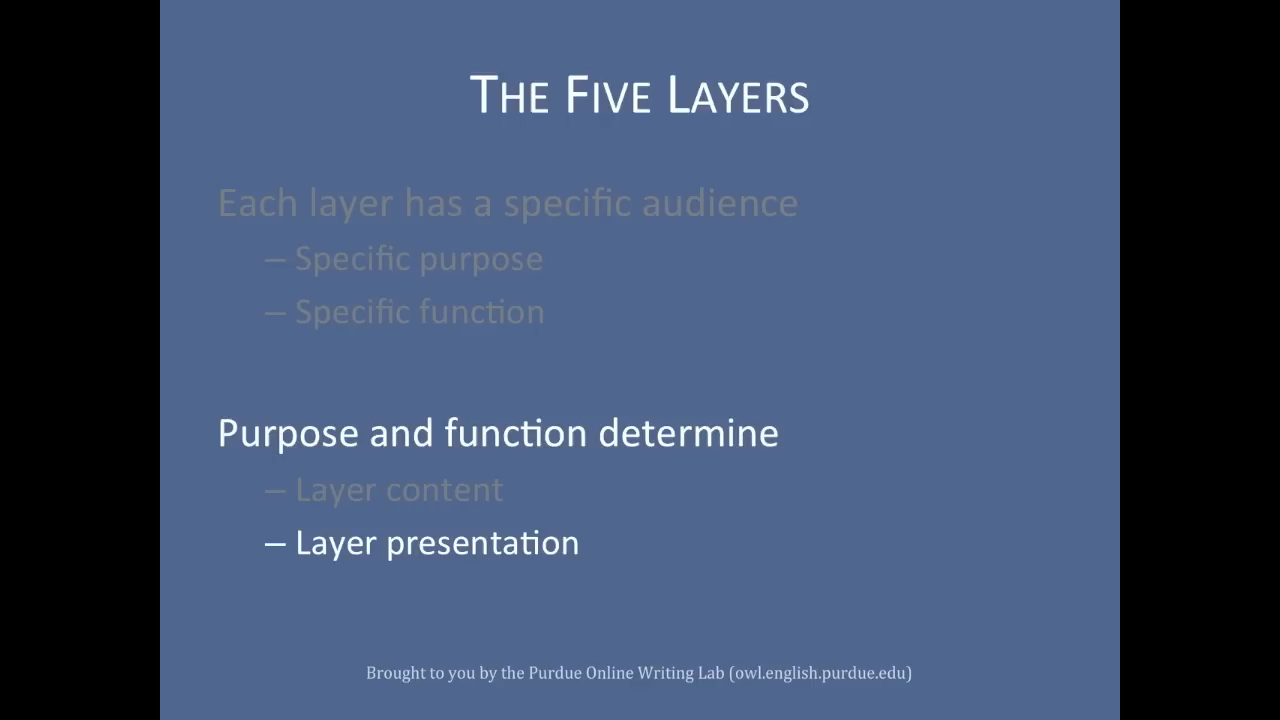 THE FIVE LAYERS
Each layer has a specific audience
– Specific purpose
– Specific function
Purpose and function determine
– Layer content
– Layer presentation
Brought to you by the Purdue Online Writing Lab (owl.english.purdue.edu)